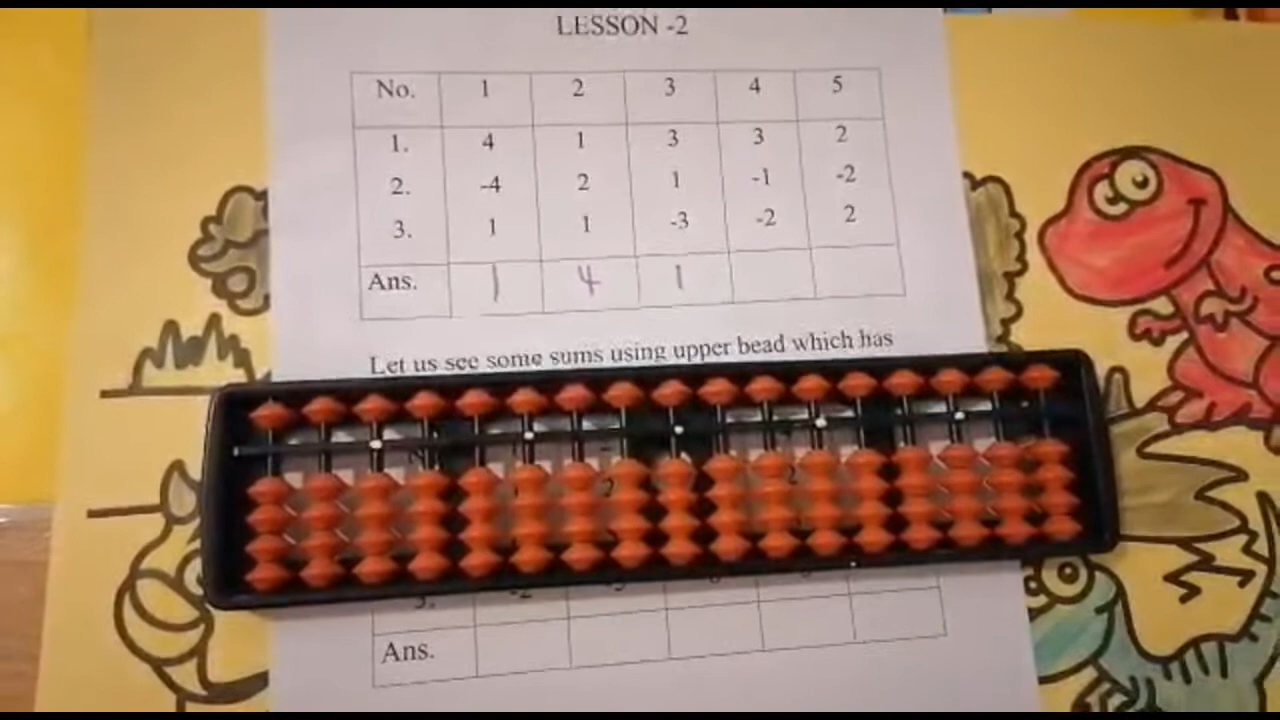 LESSON -2
No. 1 2 3 4 5
1. 4 1 3 3 2
2. -4 2 1 -1 -2
3. 1 1 -3 -2 2
Ans. 1 4 1
Let us see some sums using upper bead which has
3. -2
Ans.